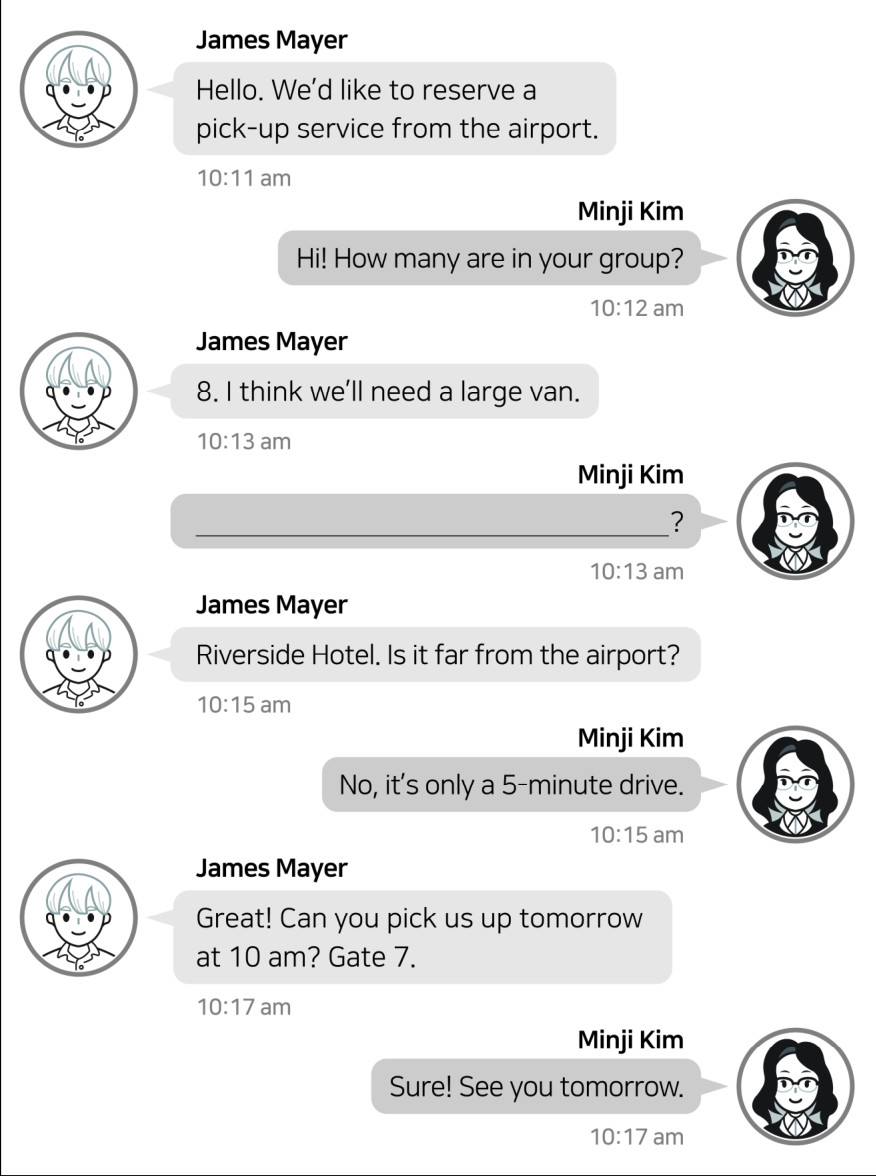 James Mayer
Hello. We'd like to reserve a
pick-up service from the airport.
10:11 am
Minji Kim
Hi! How many are in your group?
10:12 am
James Mayer
8. I think we'll need a large van.
10:13 am
Minji Kim
________________________________?
10:13 am
James Mayer
Riverside Hotel. Is it far from the airport?
10:15 am
Minji Kim
No, it's only a 5-minute drive.
10:15 am
James Mayer
Great! Can you pick us up tomorrow
at 10 am? Gate 7.
10:17 am
Minji Kim
Sure! See you tomorrow.
10:17 am